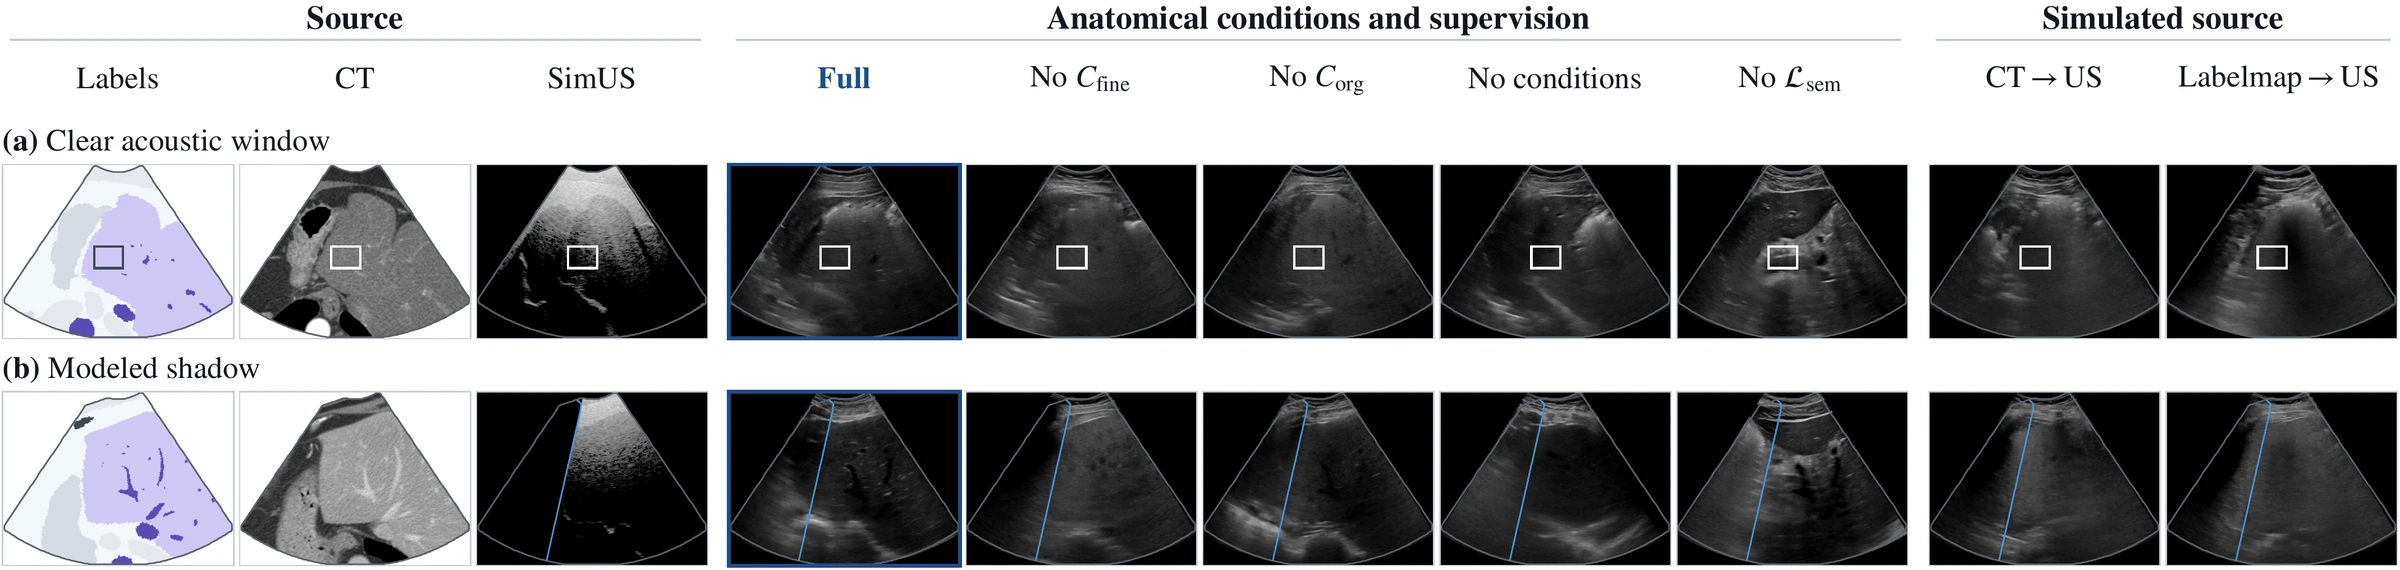 Source Anatomical conditions and supervision Simulated source
Labels CT SimUS Full No C_fine No C_org No conditions No ℒ_sem CT → US Labelmap → US
(a) Clear acoustic window
(b) Modeled shadow